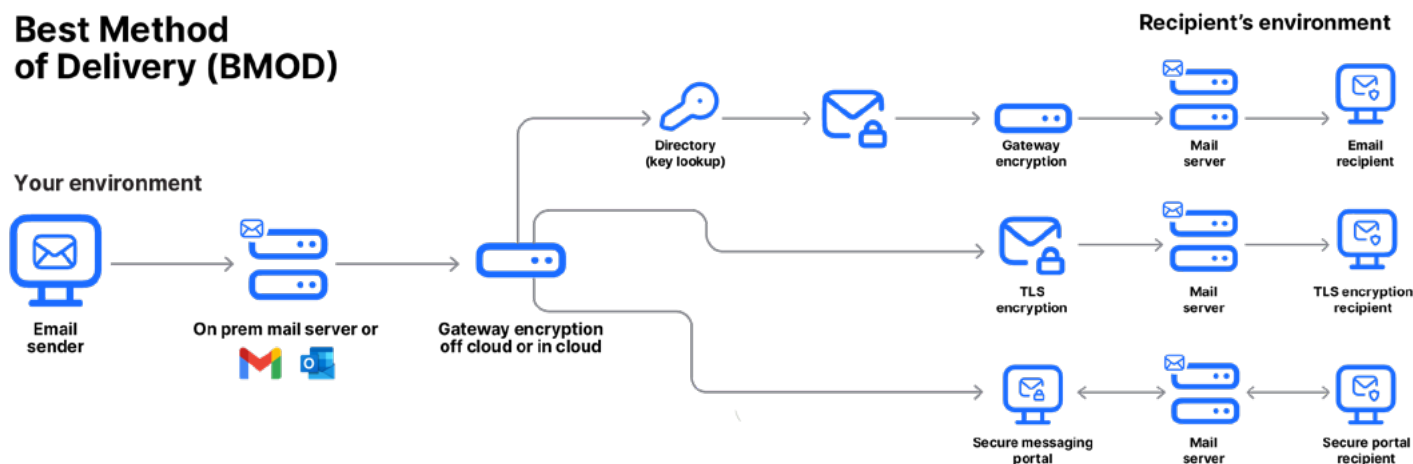 Best Method
of Delivery (BMOD)
Recipient's environment
Directory
(key lookup)
Gateway
encryption
Mail
server
Email
recipient
Your environment
Email
sender
On prem mail server or
Gateway encryption
off cloud or in cloud
TLS
encryption
Mail
server
TLS encryption
recipient
Secure messaging
portal
Mail
server
Secure portal
recipient